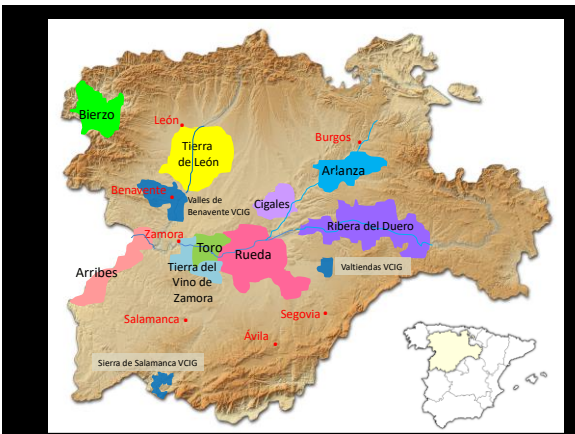 Bierzo
León
Tierra
de León
Burgos
Arlanza
Benavente
Valles de
Benavente VCIG
Cigales
Ribera del Duero
Zamora
Toro
Rueda
Tierra del
Vino de
Zamora
Arribes
Valtiendas VCIG
Salamanca
Segovia
Ávila
Sierra de Salamanca VCIG